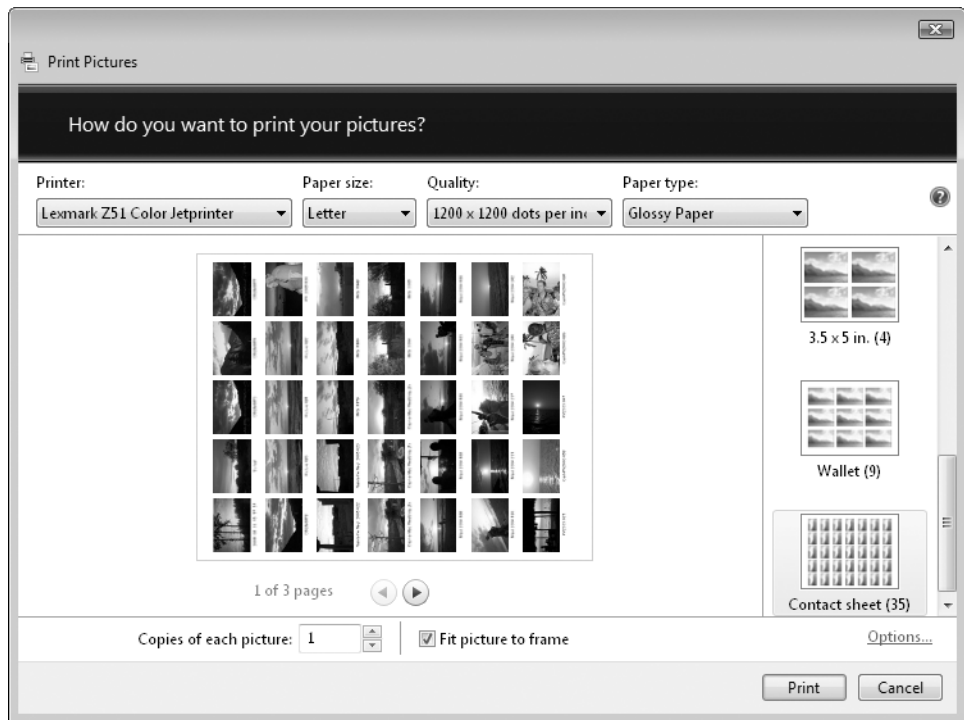 Print Pictures
How do you want to print your pictures?
Printer:
Paper size:
Quality:
Paper type:
Lexmark Z51 Color Jetprinter
Letter
1200 x 1200 dots per inc
Glossy Paper
3.5 x 5 in. (4)
Wallet (9)
Contact sheet (35)
1 of 3 pages
Copies of each picture:
1
Fit picture to frame
Options...
Print
Cancel